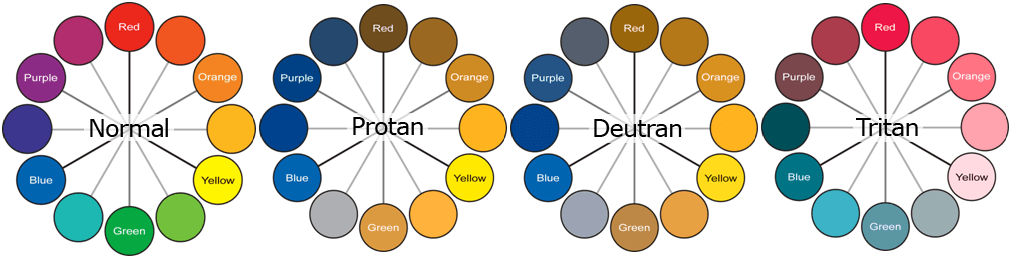 Red
Purple
Orange
Normal
Blue
Yellow
Green
Red
Purple
Orange
Protan
Blue
Yellow
Green
Red
Purple
Orange
Deutran
Blue
Yellow
Green
Red
Purple
Orange
Tritan
Blue
Yellow
Green